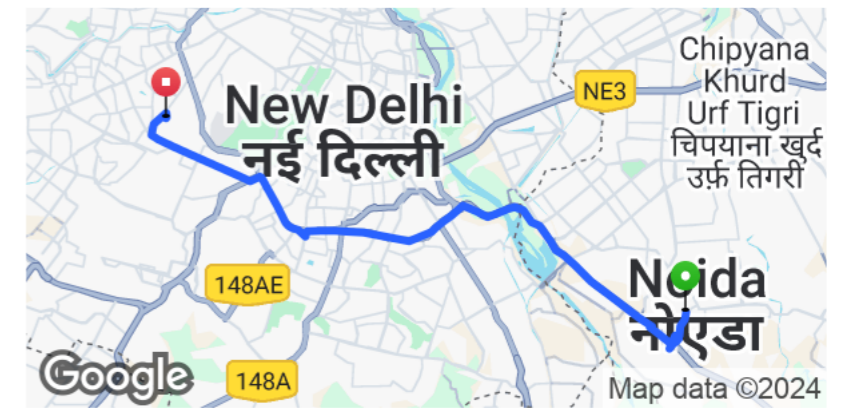 Chipyana
Khurd
Urf Tigri
चिपयाना खुर्द
उर्फ़ तिगरी
NE3
New Delhi
नई दिल्ली
148AE
Noida
नोएडा
148A
Google
Map data ©2024